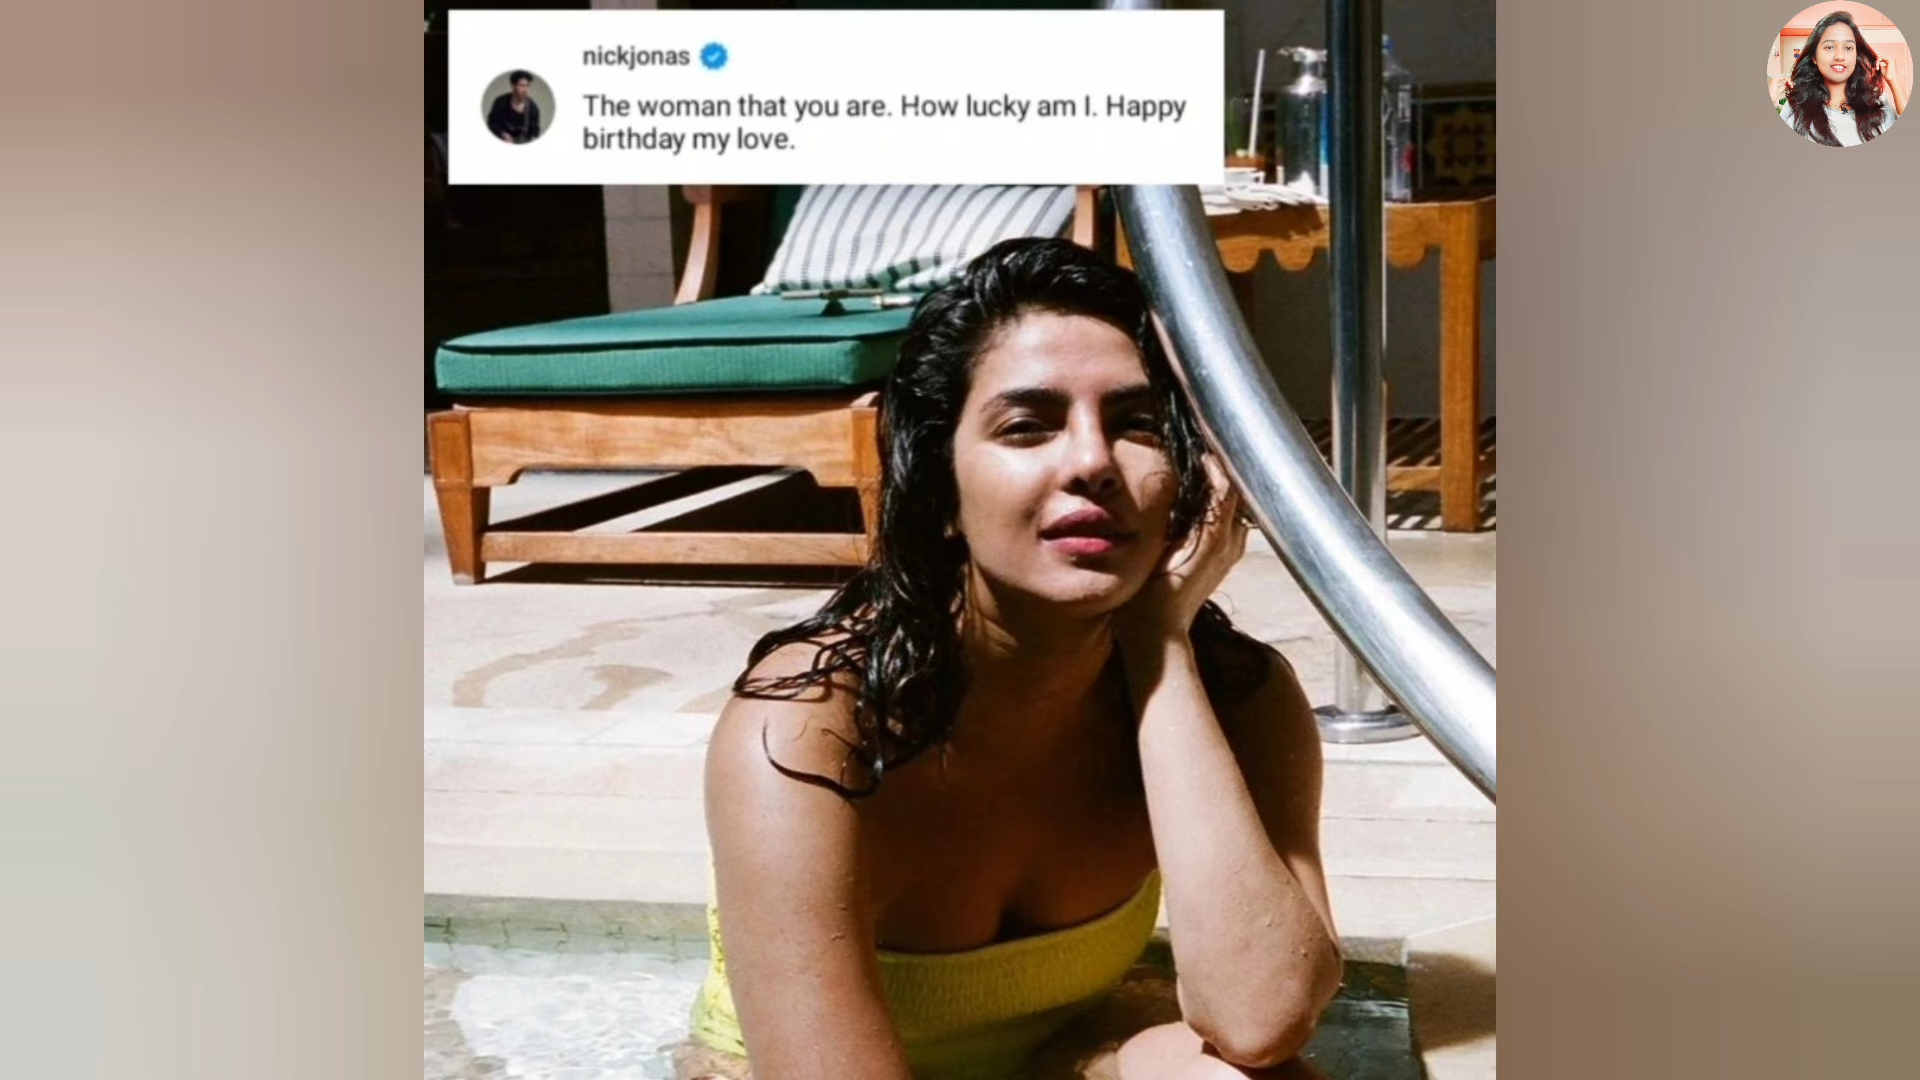 nickjonas
The woman that you are. How lucky am I. Happy
birthday my love.